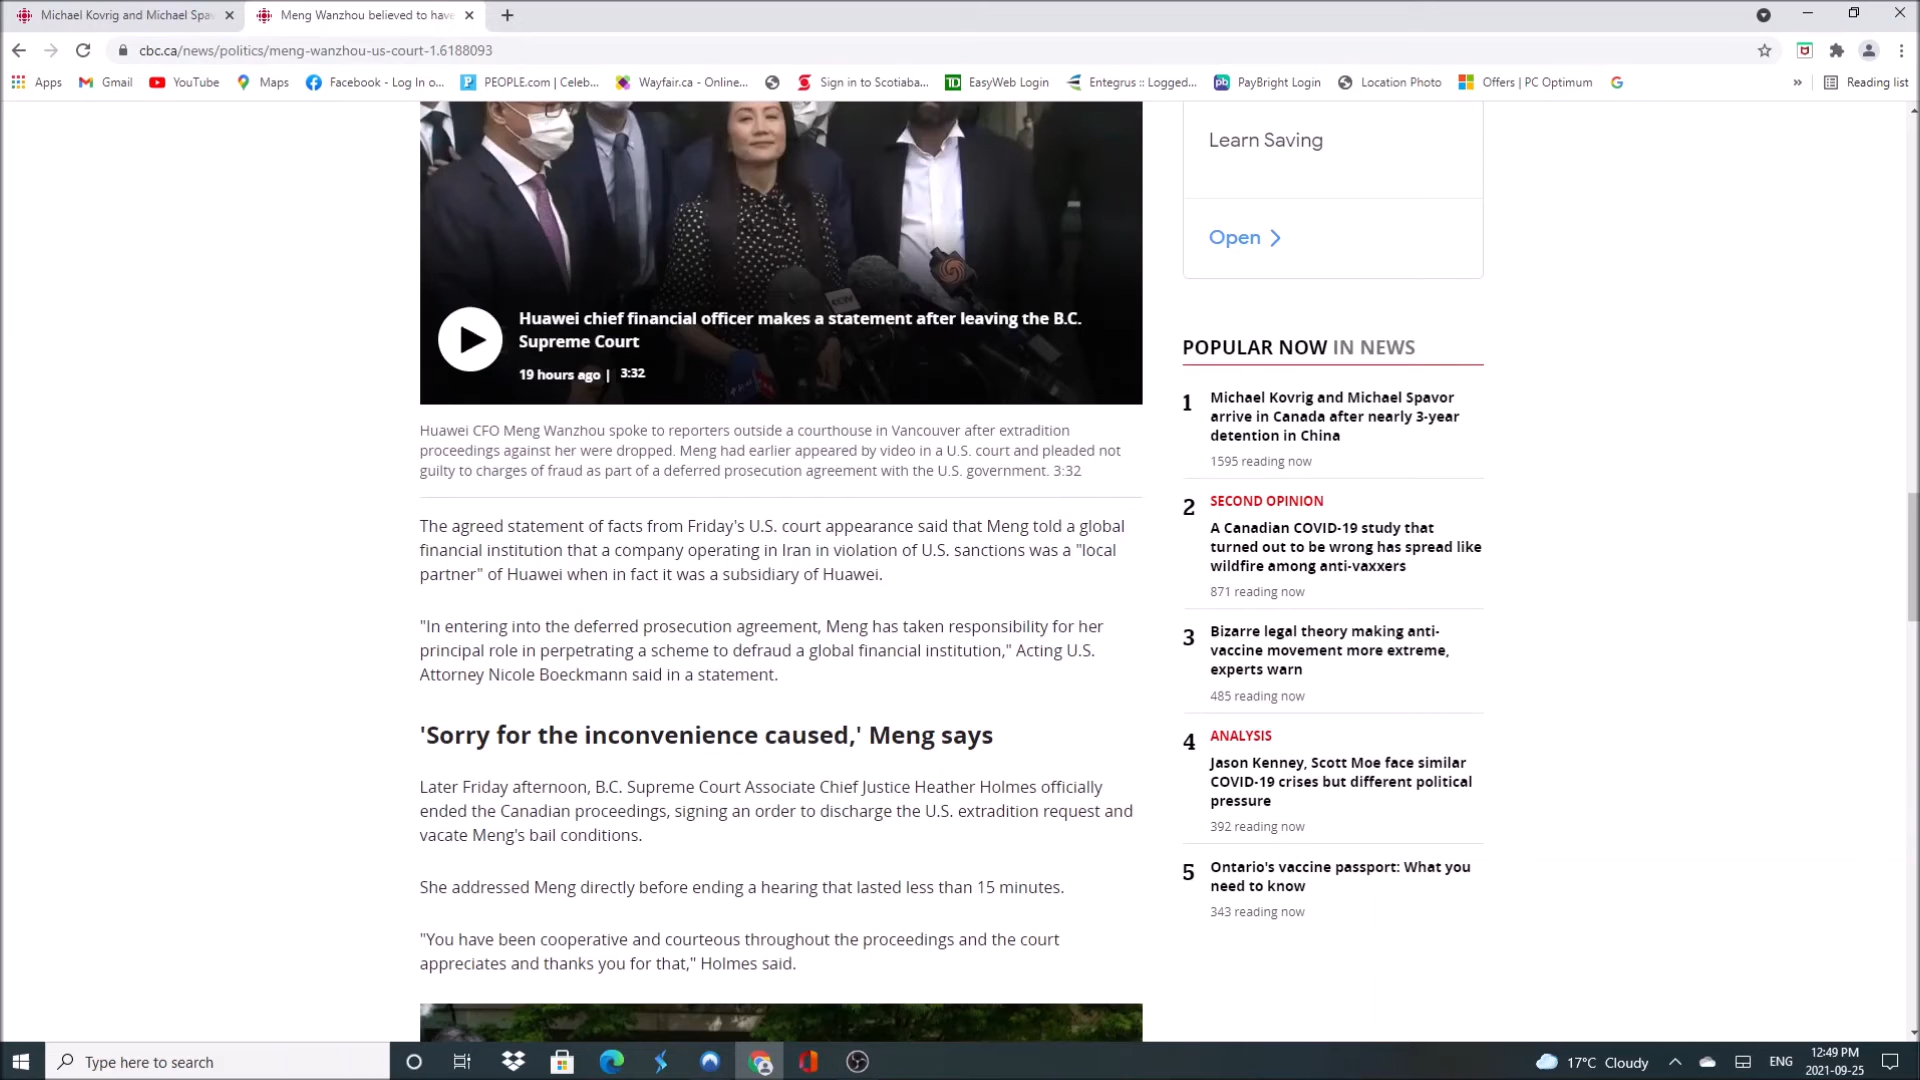 Michael Kovrig and Michael Spav
Meng Wanzhou believed to have
cbc.ca/news/politics/meng-wanzhou-us-court-1.6188093
Apps
Gmail
YouTube
Maps
Facebook - Log In o...
PEOPLE.com | Celeb...
Wayfair.ca - Online...
Sign in to Scotiaba...
EasyWeb Login
Entegrus :: Logged...
PayBright Login
Location Photo
Offers | PC Optimum
»
Reading list
Huawei chief financial officer makes a statement after leaving the B.C.
Supreme Court
19 hours ago | 3:32
Huawei CFO Meng Wanzhou spoke to reporters outside a courthouse in Vancouver after extradition
proceedings against her were dropped. Meng had earlier appeared by video in a U.S. court and pleaded not
guilty to charges of fraud as part of a deferred prosecution agreement with the U.S. government. 3:32
The agreed statement of facts from Friday's U.S. court appearance said that Meng told a global
financial institution that a company operating in Iran in violation of U.S. sanctions was a "local
partner" of Huawei when in fact it was a subsidiary of Huawei.
"In entering into the deferred prosecution agreement, Meng has taken responsibility for her
principal role in perpetrating a scheme to defraud a global financial institution," Acting U.S.
Attorney Nicole Boeckmann said in a statement.
'Sorry for the inconvenience caused,' Meng says
Later Friday afternoon, B.C. Supreme Court Associate Chief Justice Heather Holmes officially
ended the Canadian proceedings, signing an order to discharge the U.S. extradition request and
vacate Meng's bail conditions.
She addressed Meng directly before ending a hearing that lasted less than 15 minutes.
"You have been cooperative and courteous throughout the proceedings and the court
appreciates and thanks you for that," Holmes said.
Learn Saving
Open
POPULAR NOW IN NEWS
1
Michael Kovrig and Michael Spavor
arrive in Canada after nearly 3-year
detention in China
1595 reading now
2
SECOND OPINION
A Canadian COVID-19 study that
turned out to be wrong has spread like
wildfire among anti-vaxxers
871 reading now
3
Bizarre legal theory making anti-
vaccine movement more extreme,
experts warn
485 reading now
4
ANALYSIS
Jason Kenney, Scott Moe face similar
COVID-19 crises but different political
pressure
392 reading now
5
Ontario's vaccine passport: What you
need to know
343 reading now
Type here to search
17°C Cloudy
ENG
12:49 PM
2021-09-25